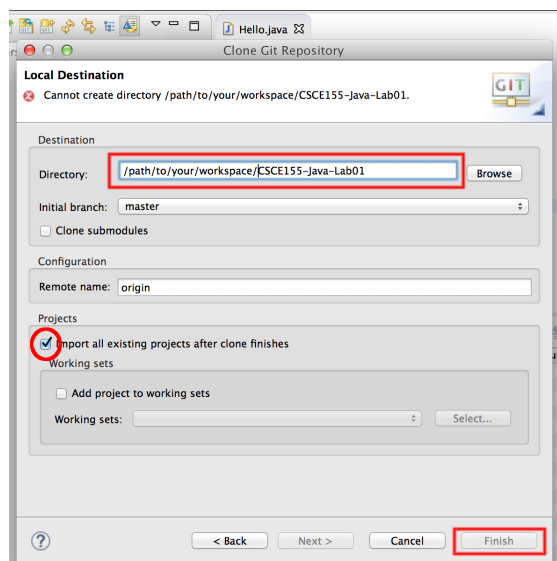 Hello.java
Clone Git Repository
Local Destination
Cannot create directory /path/to/your/workspace/CSCE155-Java-Lab01.
GIT
Destination
Directory: /path/to/your/workspace/CSCE155-Java-Lab01 Browse
Initial branch: master
Clone submodules
Configuration
Remote name: origin
Projects
Import all existing projects after clone finishes
Working sets
Add project to working sets
Working sets: Select...
? < Back Next > Cancel Finish